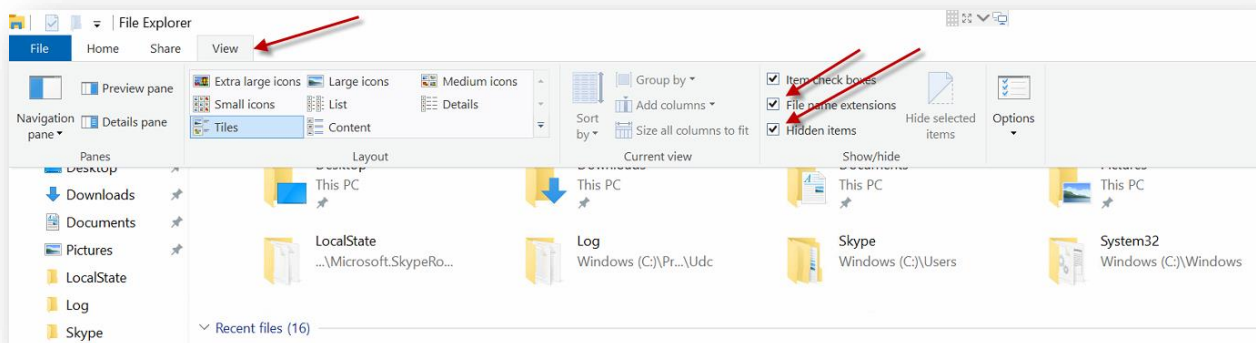 File Explorer
File Home Share View
Navigation pane
Preview pane
Details pane
Panes
Extra large icons Large icons Medium icons
Small icons List Details
Tiles Content
Layout
Sort by
Group by
Add columns
Size all columns to fit
Current view
Item check boxes
File name extensions
Hidden items
Hide selected items
Show/hide
Options
Desktop
Downloads
Documents
Pictures
LocalState
Log
Skype
Desktop
This PC
Downloads
This PC
Documents
This PC
Pictures
This PC
LocalState
...\Microsoft.SkypeRo...
Log
Windows (C:)\Pr...\Udc
Skype
Windows (C:)\Users
System32
Windows (C:)\Windows
Recent files (16)